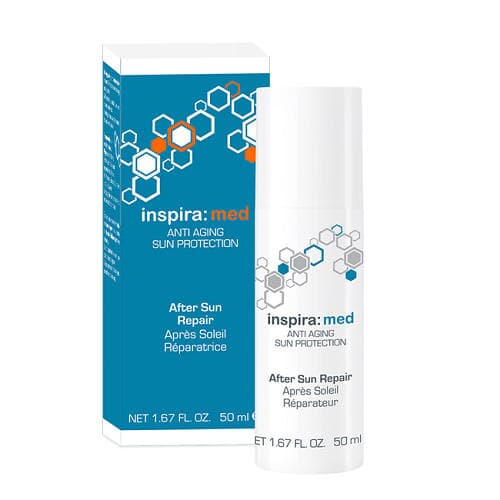 inspira:med
ANTI AGING
SUN PROTECTION
After Sun
Repair
Après Soleil
Réparatrice
NET 1.67 FL. OZ. 50 ml
inspira:med
ANTI AGING
SUN PROTECTION
After Sun Repair
Après Soleil
Réparateur
ET 1.67 FL. OZ. 50 ml